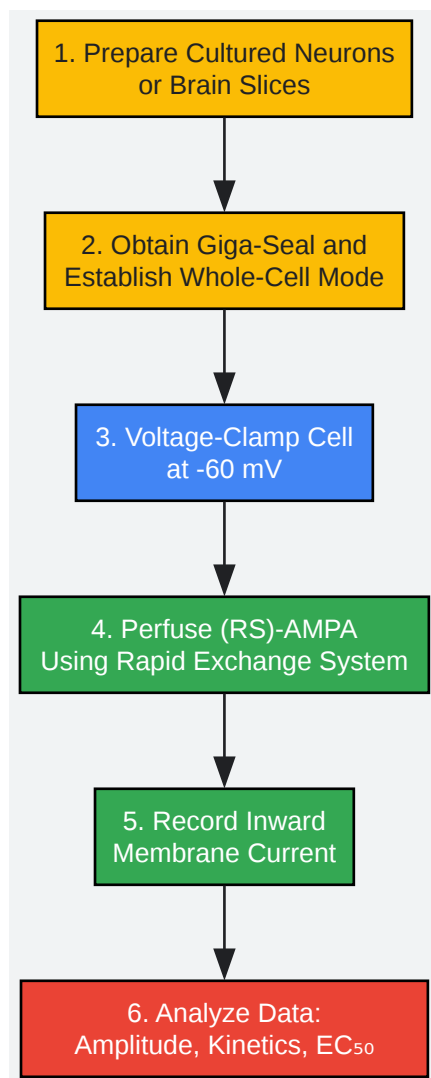 1. Prepare Cultured Neurons
or Brain Slices
2. Obtain Giga-Seal and
Establish Whole-Cell Mode
3. Voltage-Clamp Cell
at -60 mV
4. Perfuse (RS)-AMPA
Using Rapid Exchange System
5. Record Inward
Membrane Current
6. Analyze Data:
Amplitude, Kinetics, EC₅₀